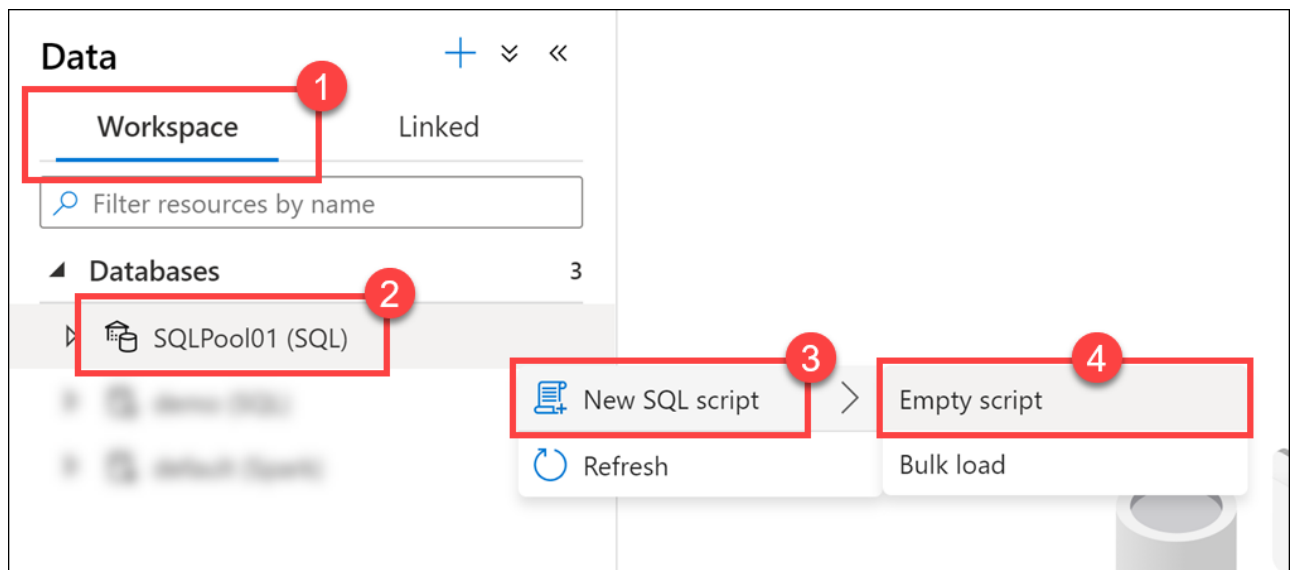 Data
1
Workspace
Linked
Filter resources by name
Databases
3
2
SQLPool01 (SQL)
3
4
New SQL script
Empty script
Refresh
Bulk load